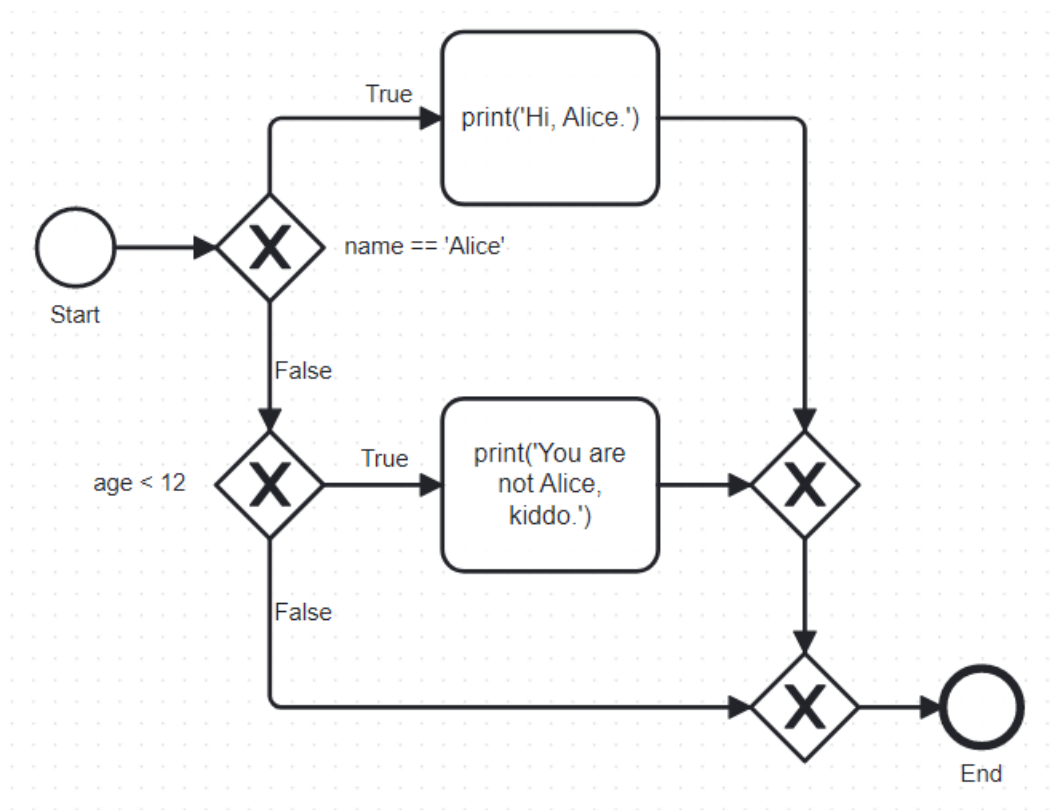 True
print('Hi, Alice.')
X
name == 'Alice'
Start
False
age < 12
X
True
print('You are
not Alice,
kiddo.')
X
False
X
End